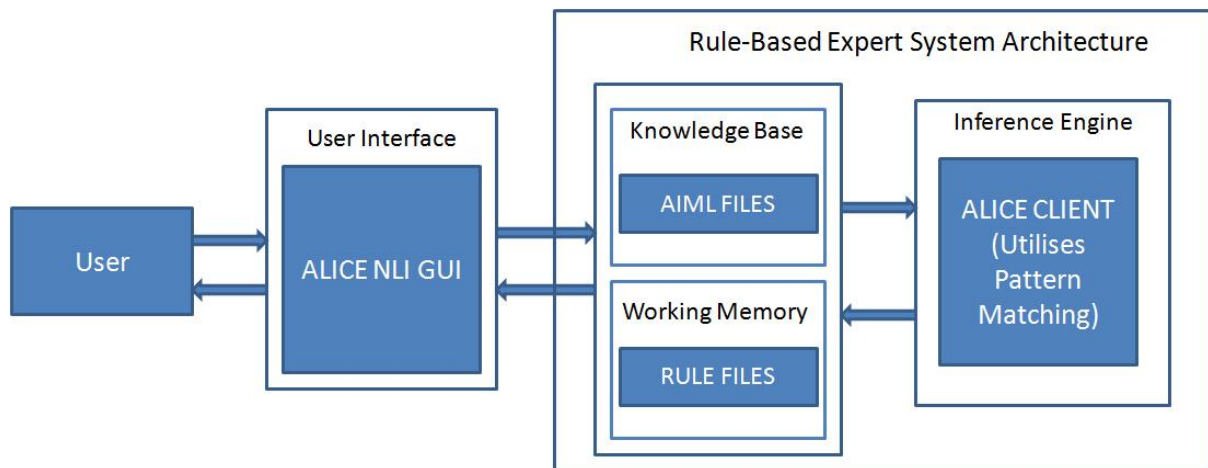 Rule-Based Expert System Architecture
User
User Interface
ALICE NLI GUI
Knowledge Base
AIML FILES
Working Memory
RULE FILES
Inference Engine
ALICE CLIENT
(Utilises
Pattern
Matching)